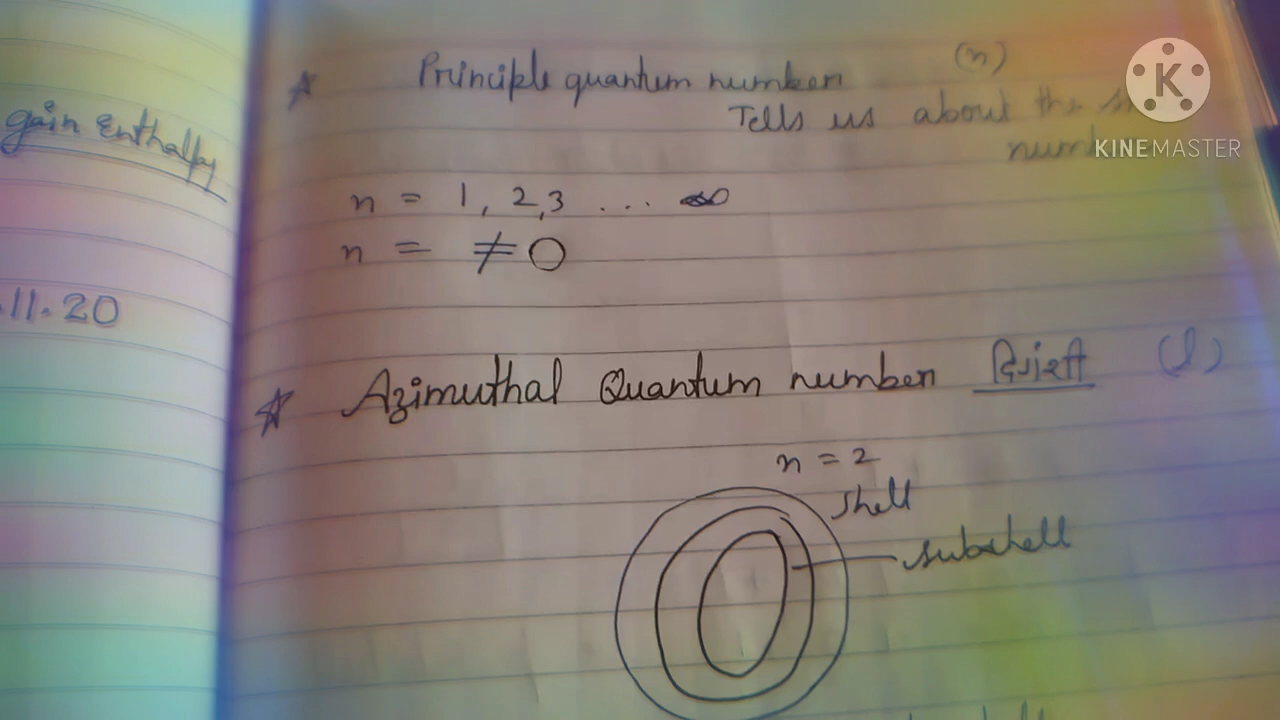 gain Enthalpy
.11.20
Principle quantum number (n)
Tells us about the
n = 1, 2, 3 ... ∞
n = ≠ 0
Azimuthal Quantum number (l)
n = 2
shell
subshell
K
KINEMASTER